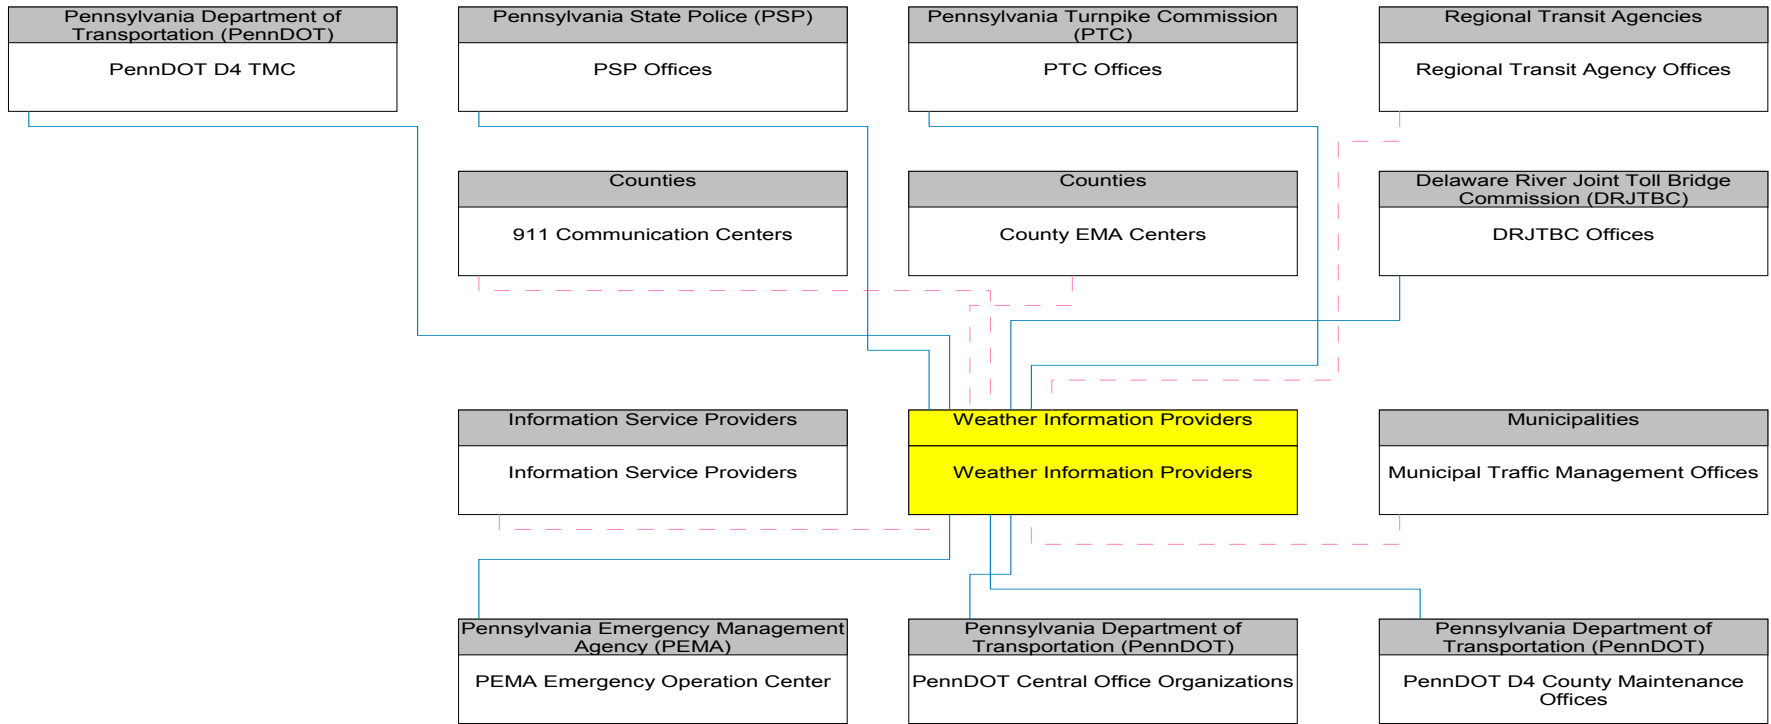 Pennsylvania Department of
Transportation (PennDOT)
PennDOT D4 TMC
Pennsylvania State Police (PSP)
PSP Offices
Pennsylvania Turnpike Commission
(PTC)
PTC Offices
Regional Transit Agencies
Regional Transit Agency Offices
Counties
911 Communication Centers
Counties
County EMA Centers
Delaware River Joint Toll Bridge
Commission (DRJTBC)
DRJTBC Offices
Information Service Providers
Information Service Providers
Weather Information Providers
Weather Information Providers
Municipalities
Municipal Traffic Management Offices
Pennsylvania Emergency Management
Agency (PEMA)
PEMA Emergency Operation Center
Pennsylvania Department of
Transportation (PennDOT)
PennDOT Central Office Organizations
Pennsylvania Department of
Transportation (PennDOT)
PennDOT D4 County Maintenance
Offices